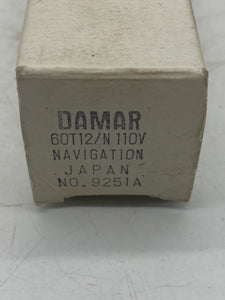 DAMAR
60T12/N 110V
NAVIGATION
JAPAN
NO. 9251A